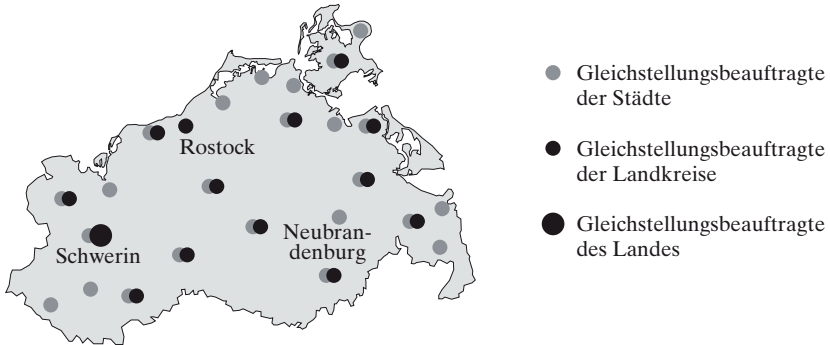 Rostock
Neubran-
denburg
Schwerin
Gleichstellungsbeauftragte
der Städte
Gleichstellungsbeauftragte
der Landkreise
Gleichstellungsbeauftragte
des Landes